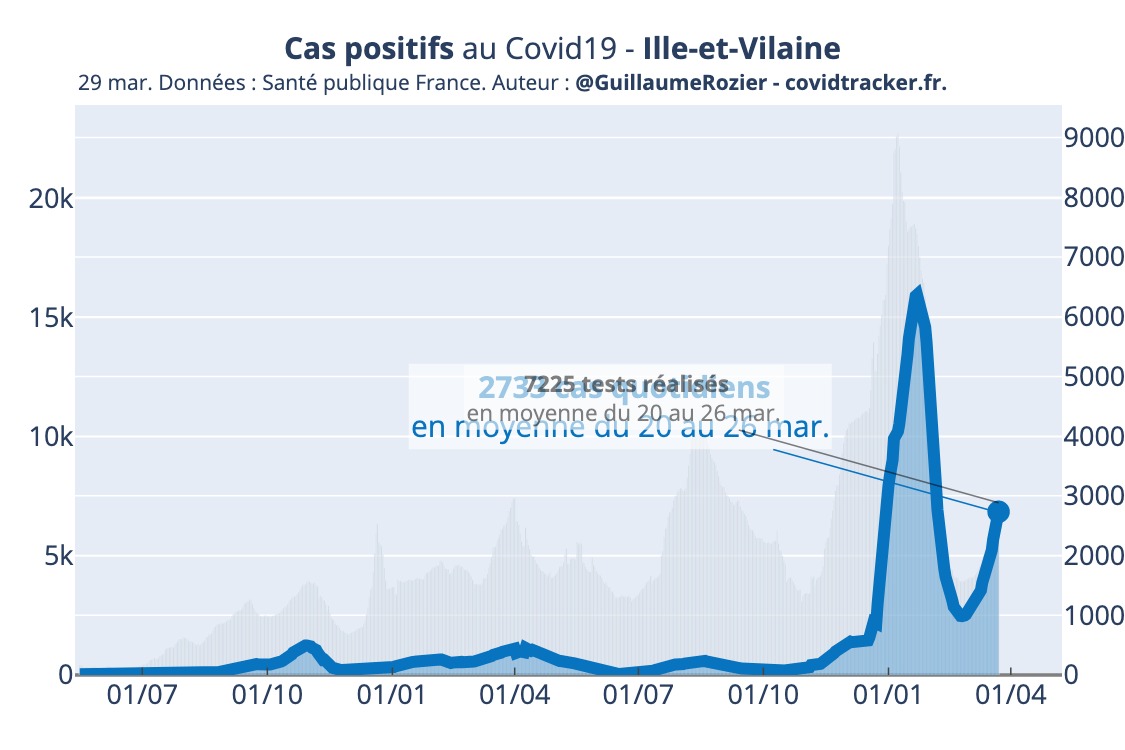 Cas positifs au Covid19 - Ille-et-Vilaine
29 mar. Données : Santé publique France. Auteur : @GuillaumeRozier - covidtracker.fr.
9000
20k
8000
7000
15k
6000
5000
7225 tests réalisés
2733 cas quotidiens
en moyenne du 20 au 26 mar.
en moyenne du 20 au 26 mar.
10k
4000
3000
5k
2000
1000
0
0
01/07 01/10 01/01 01/04 01/07 01/10 01/01 01/04